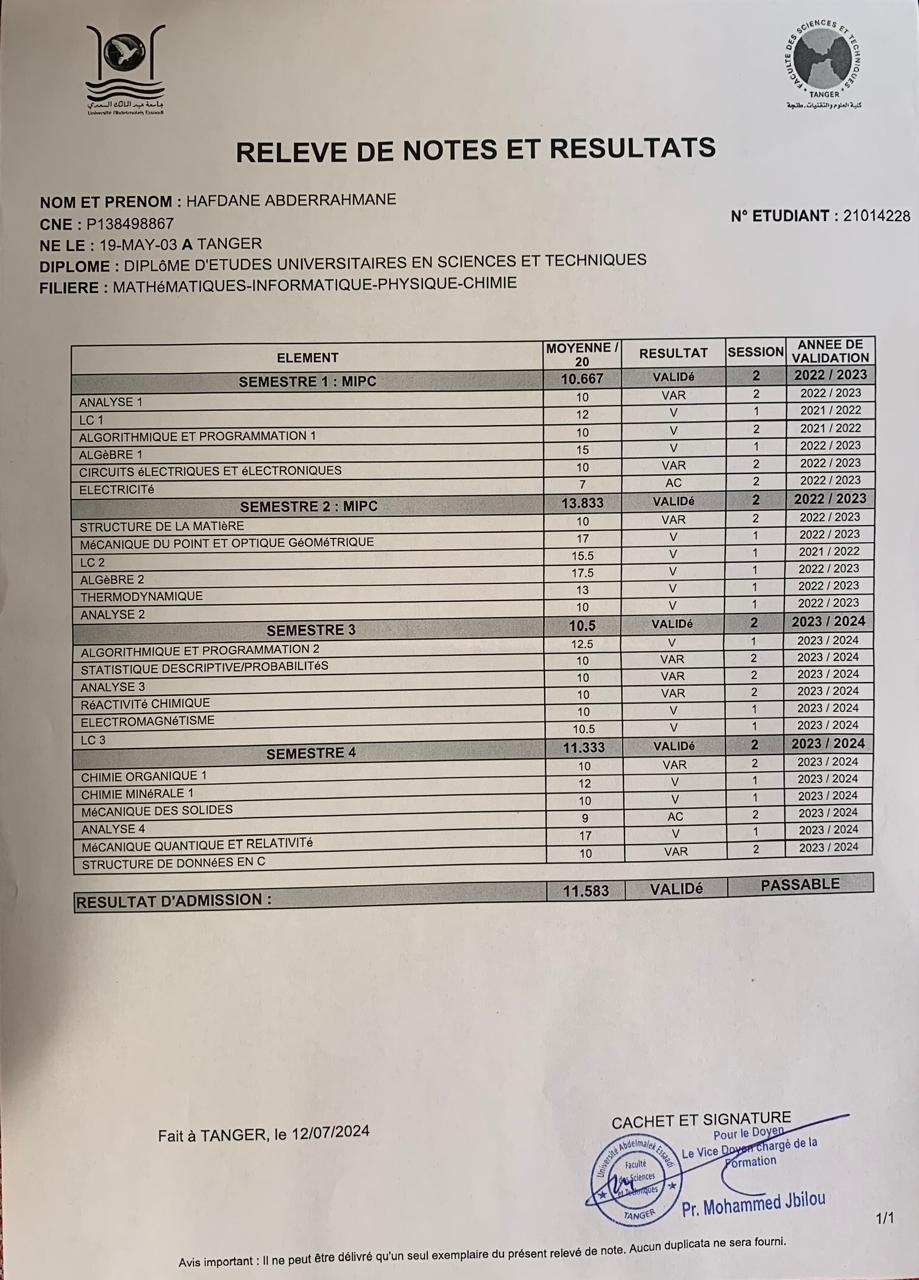 جامعة عبد المالك السعدي
Université Abdelmalek Essaadi
FACULTE DES SCIENCES ET TECHNIQUES
• TANGER •
كلية العلوم والتقنيات، طنجة
RELEVE DE NOTES ET RESULTATS
NOM ET PRENOM : HAFDANE ABDERRAHMANE
CNE : P138498867
N° ETUDIANT : 21014228
NE LE : 19-MAY-03 A TANGER
DIPLOME : DIPLôME D'ETUDES UNIVERSITAIRES EN SCIENCES ET TECHNIQUES
FILIERE : MATHéMATIQUES-INFORMATIQUE-PHYSIQUE-CHIMIE
ELEMENT MOYENNE / 20 RESULTAT SESSION ANNEE DE VALIDATION
SEMESTRE 1 : MIPC 10.667 VALIDé 2 2022 / 2023
ANALYSE 1 10 VAR 2 2022 / 2023
LC 1 12 V 1 2021 / 2022
ALGORITHMIQUE ET PROGRAMMATION 1 10 V 2 2021 / 2022
ALGèBRE 1 15 V 1 2022 / 2023
CIRCUITS éLECTRIQUES ET éLECTRONIQUES 10 VAR 2 2022 / 2023
ELECTRICITé 7 AC 2 2022 / 2023
SEMESTRE 2 : MIPC 13.833 VALIDé 2 2022 / 2023
STRUCTURE DE LA MATIèRE 10 VAR 2 2022 / 2023
MéCANIQUE DU POINT ET OPTIQUE GéOMéTRIQUE 17 V 1 2022 / 2023
LC 2 15.5 V 1 2021 / 2022
ALGèBRE 2 17.5 V 1 2022 / 2023
THERMODYNAMIQUE 13 V 1 2022 / 2023
ANALYSE 2 10 V 1 2022 / 2023
SEMESTRE 3 10.5 VALIDé 2 2023 / 2024
ALGORITHMIQUE ET PROGRAMMATION 2 12.5 V 1 2023 / 2024
STATISTIQUE DESCRIPTIVE/PROBABILITéS 10 VAR 2 2023 / 2024
ANALYSE 3 10 VAR 2 2023 / 2024
RéACTIVITé CHIMIQUE 10 VAR 2 2023 / 2024
ELECTROMAGNéTISME 10 V 1 2023 / 2024
LC 3 10.5 V 1 2023 / 2024
SEMESTRE 4 11.333 VALIDé 2 2023 / 2024
CHIMIE ORGANIQUE 1 10 VAR 2 2023 / 2024
CHIMIE MINéRALE 1 12 V 1 2023 / 2024
MéCANIQUE DES SOLIDES 10 V 1 2023 / 2024
ANALYSE 4 9 AC 2 2023 / 2024
MéCANIQUE QUANTIQUE ET RELATIVITé 17 V 1 2023 / 2024
STRUCTURE DE DONNéES EN C 10 VAR 2 2023 / 2024
RESULTAT D'ADMISSION : 11.583 VALIDé PASSABLE
Fait à TANGER, le 12/07/2024
CACHET ET SIGNATURE
Pour le Doyen
Le Vice Doyen chargé de la
Formation
Pr. Mohammed Jbilou
Université Abdelmalek Essaadi
Faculté
des Sciences
et Techniques
TANGER
1/1
Avis important : Il ne peut être délivré qu'un seul exemplaire du présent relevé de note. Aucun duplicata ne sera fourni.